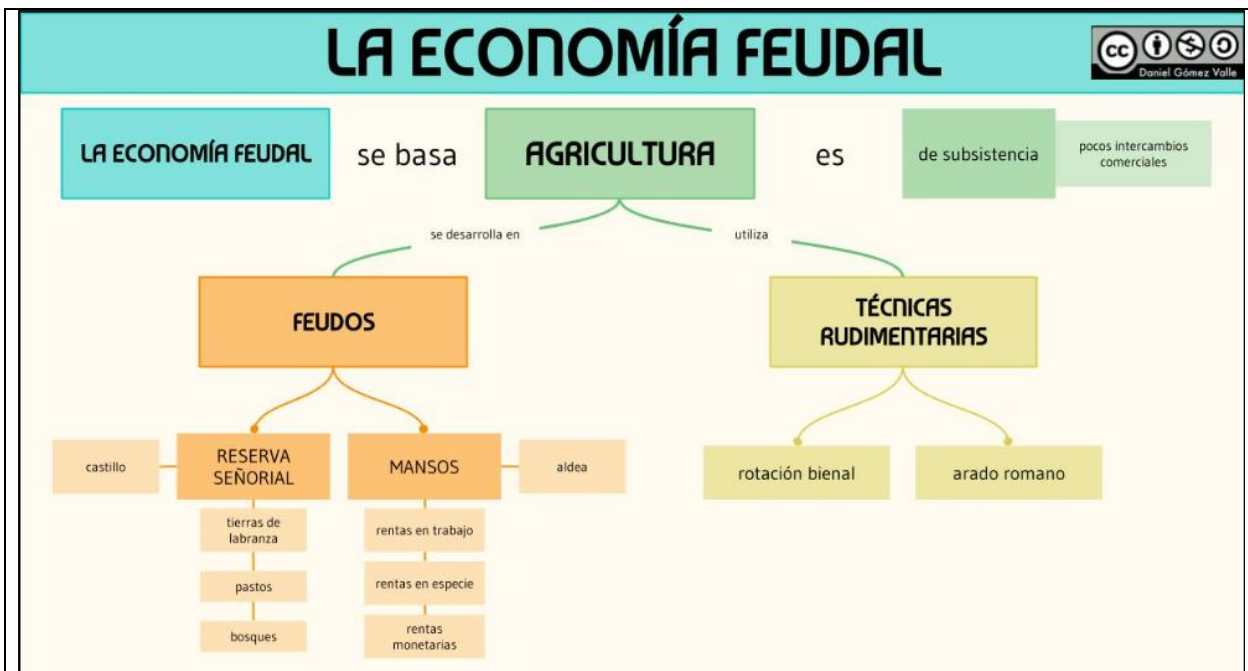 LA ECONOMÍA FEUDAL
cc
Daniel Gómez Valle
LA ECONOMÍA FEUDAL
se basa
AGRICULTURA
es
de subsistencia
pocos intercambios
comerciales
se desarrolla en
utiliza
FEUDOS
TÉCNICAS
RUDIMENTARIAS
castillo
RESERVA
SEÑORIAL
MANSOS
aldea
rotación bienal
arado romano
tierras de
labranza
rentas en trabajo
pastos
rentas en especie
bosques
rentas
monetarias